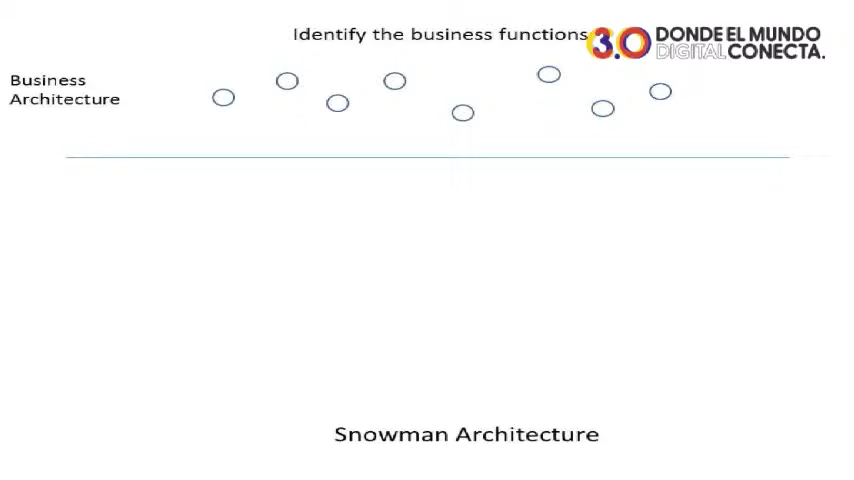 Identify the business functions
3.0 DONDE EL MUNDO
DIGITAL CONECTA.
Business
Architecture
Snowman Architecture